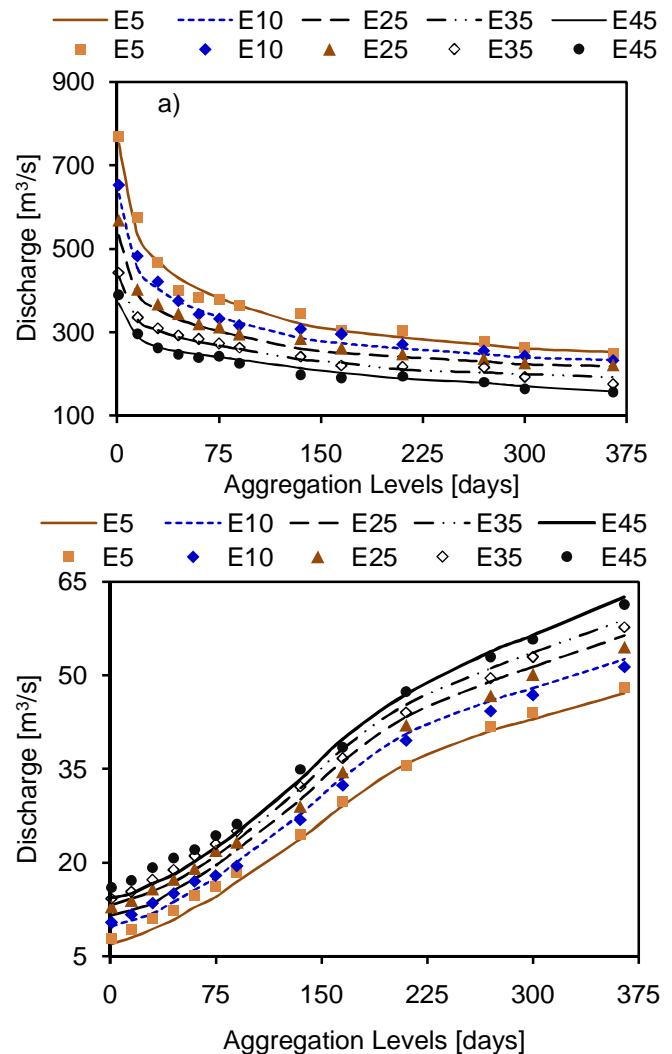 E5 E10 E25 E35 E45
E5 E10 E25 E35 E45
900
a)
700
500
300
100
0 75 150 225 300 375
Discharge [m³/s]
Aggregation Levels [days]
E5 E10 E25 E35 E45
E5 E10 E25 E35 E45
65
50
35
20
5
0 75 150 225 300 375
Discharge [m³/s]
Aggregation Levels [days]